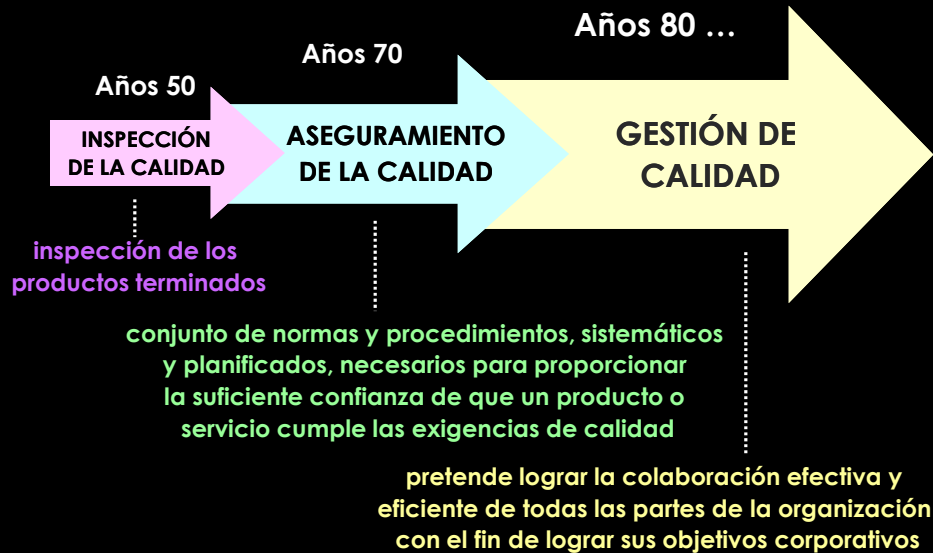 Años 50
INSPECCIÓN
DE LA CALIDAD
inspección de los
productos terminados
Años 70
ASEGURAMIENTO
DE LA CALIDAD
conjunto de normas y procedimientos, sistemáticos
y planificados, necesarios para proporcionar
la suficiente confianza de que un producto o
servicio cumple las exigencias de calidad
Años 80 ...
GESTIÓN DE
CALIDAD
pretende lograr la colaboración efectiva y
eficiente de todas las partes de la organización
con el fin de lograr sus objetivos corporativos